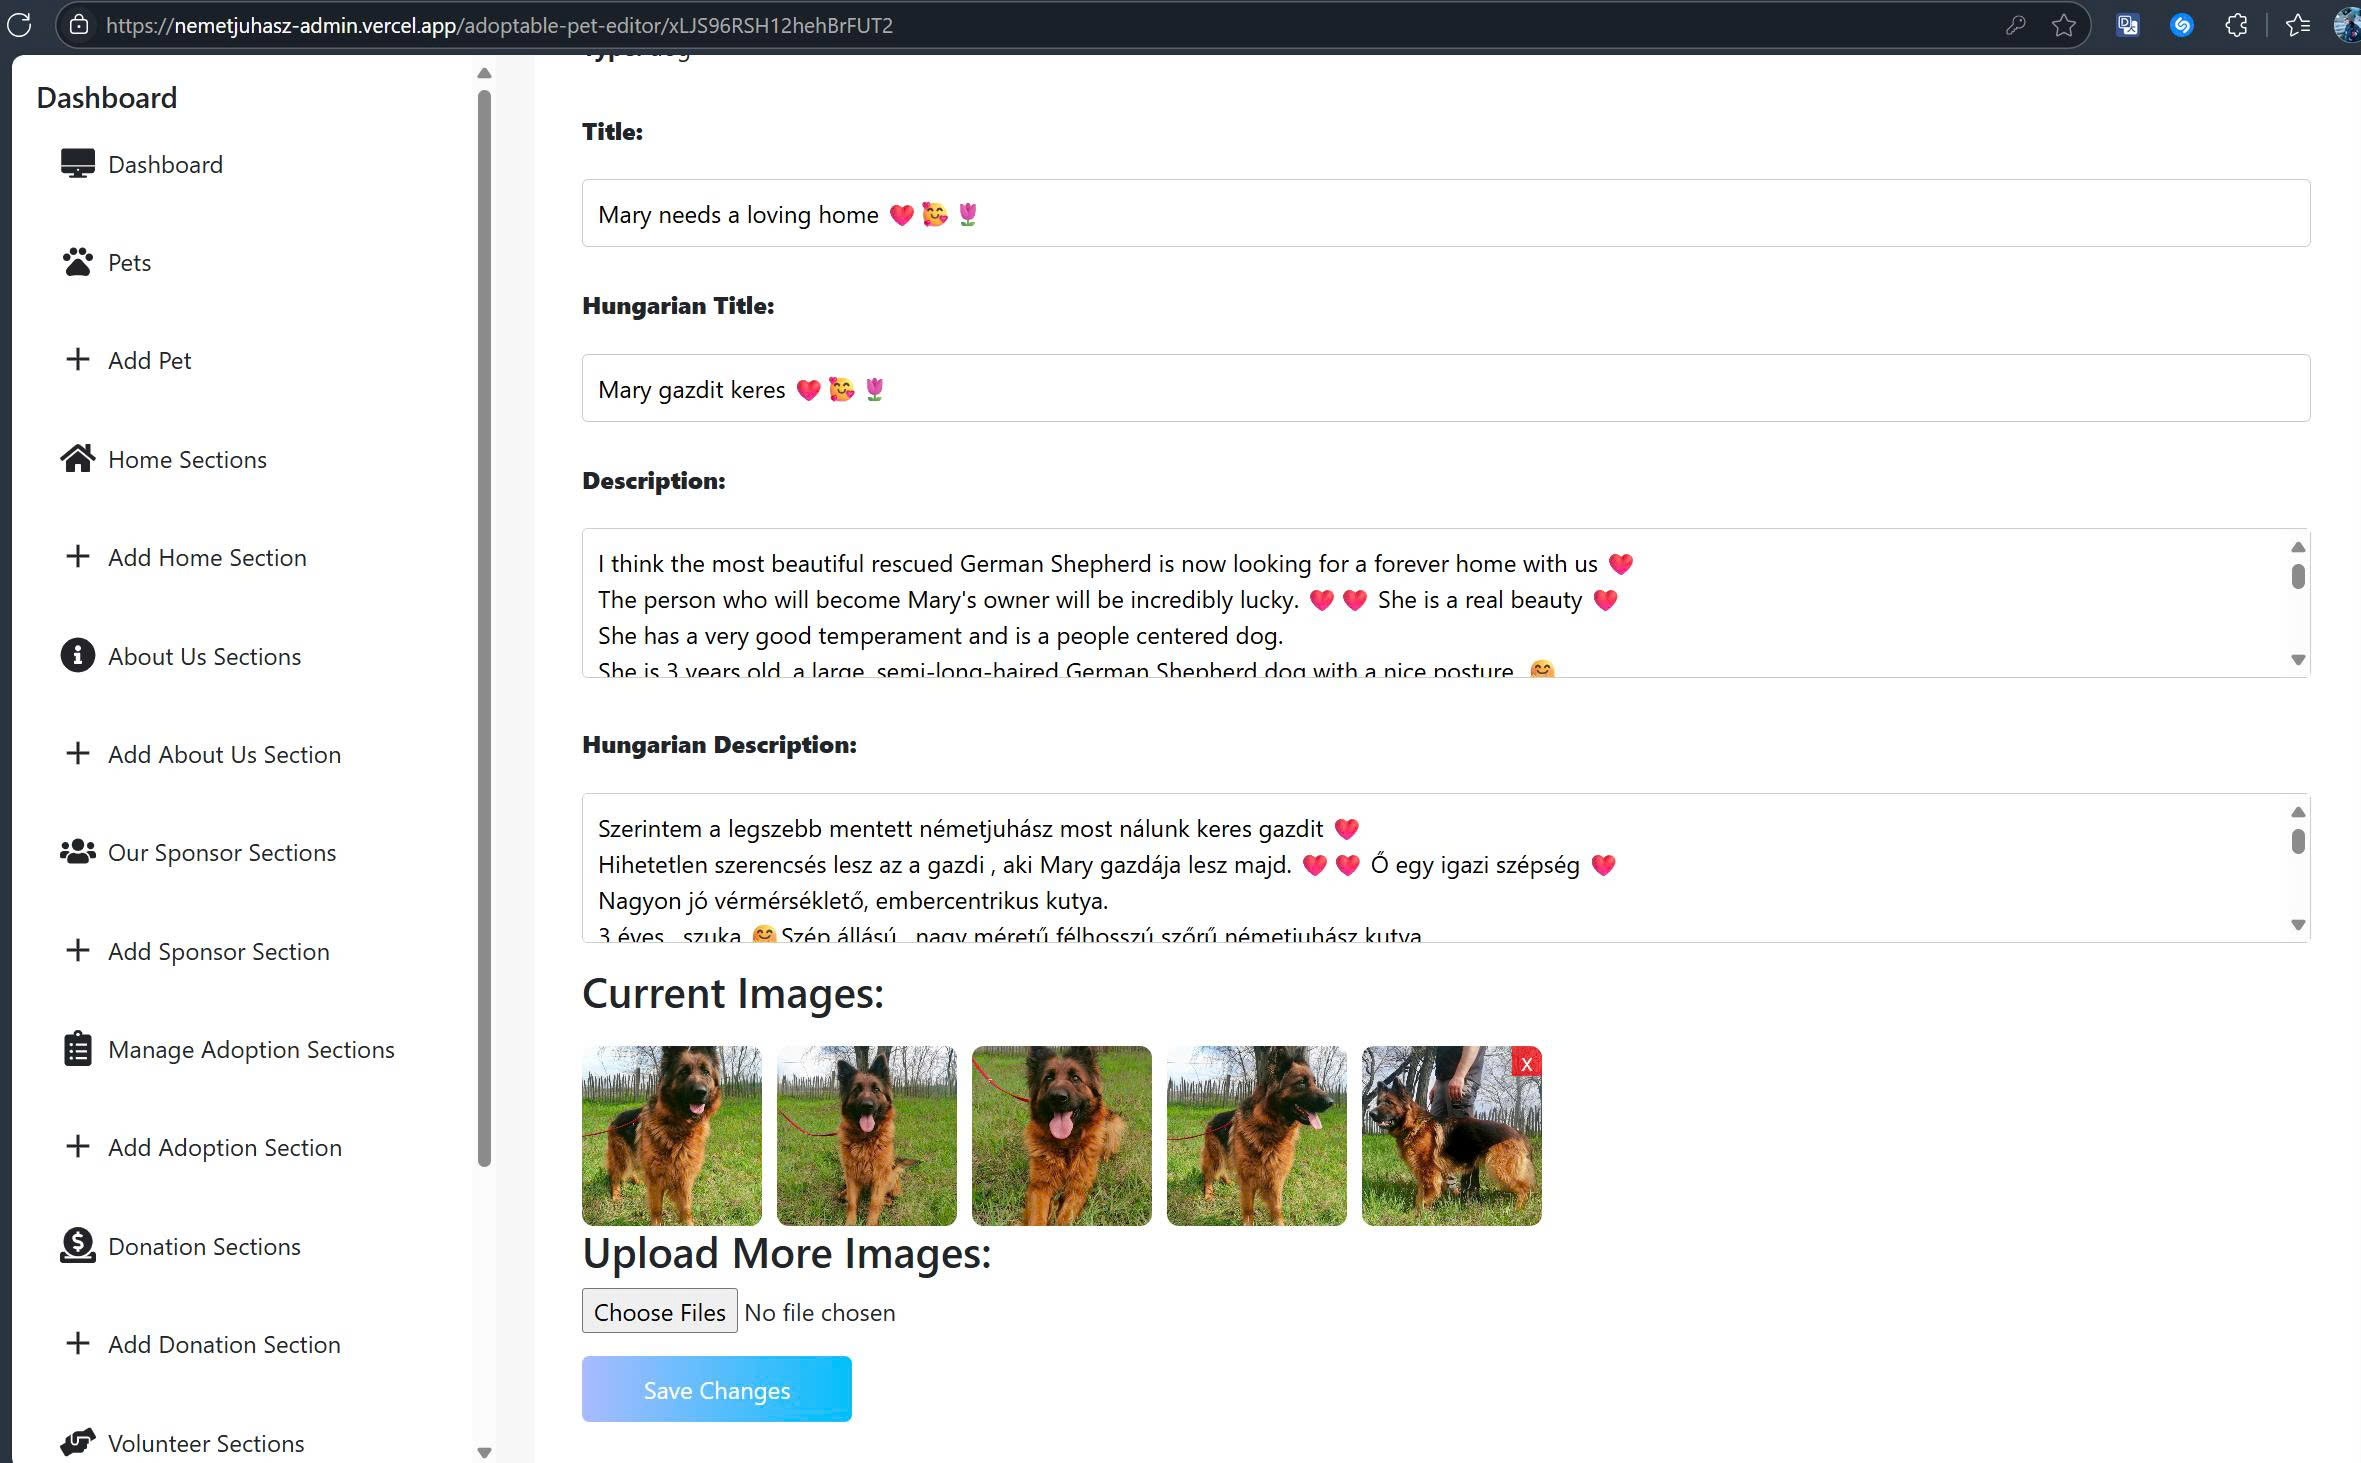 https://nemetjuhasz-admin.vercel.app/adoptable-pet-editor/xLJS96RSH12hehBrFUT2
Dashboard
Dashboard
Pets
Add Pet
Home Sections
Add Home Section
About Us Sections
Add About Us Section
Our Sponsor Sections
Add Sponsor Section
Manage Adoption Sections
Add Adoption Section
Donation Sections
Add Donation Section
Volunteer Sections
Type: dog
Title:
Mary needs a loving home ❤️ 🥰 🌷
Hungarian Title:
Mary gazdit keres ❤️ 🥰 🌷
Description:
I think the most beautiful rescued German Shepherd is now looking for a forever home with us ❤️
The person who will become Mary's owner will be incredibly lucky. ❤️ ❤️ She is a real beauty ❤️
She has a very good temperament and is a people centered dog.
She is 3 years old, a large, semi-long-haired German Shepherd dog with a nice posture. 🤗
Hungarian Description:
Szerintem a legszebb mentett németjuhász most nálunk keres gazdit ❤️
Hihetetlen szerencsés lesz az a gazdi , aki Mary gazdája lesz majd. ❤️ ❤️ Ő egy igazi szépség ❤️
Nagyon jó vérmérséklető, embercentrikus kutya.
3 éves , szuka 🤗 Szép állású , nagy méretű félhosszú szőrű németjuhász kutya
Current Images:
X
Upload More Images:
Choose Files No file chosen
Save Changes